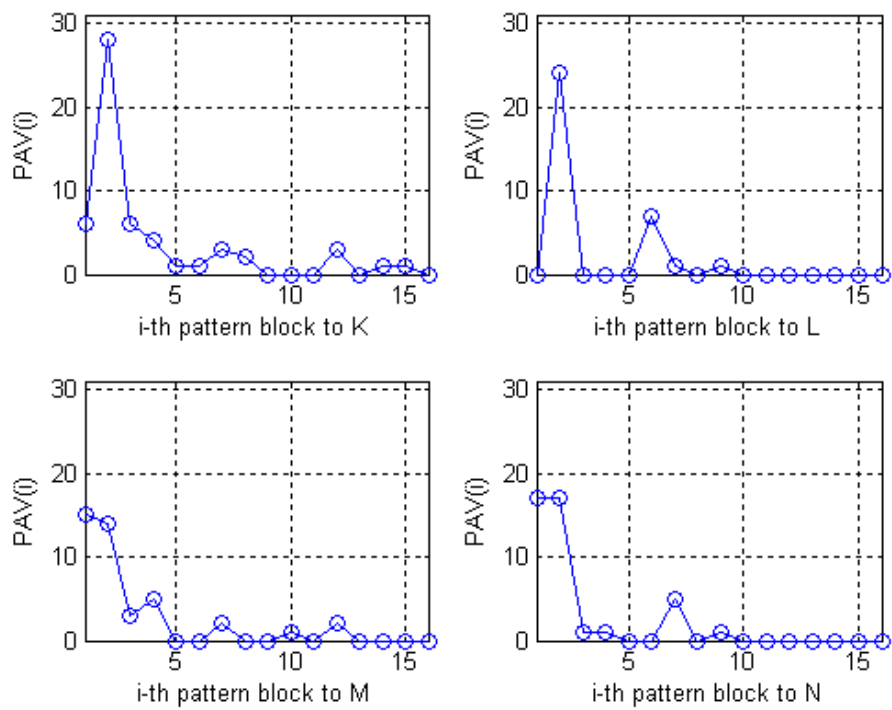 30
20
10
0
PAV(i)
5 10 15
i-th pattern block to K
30
20
10
0
PAV(i)
5 10 15
i-th pattern block to L
30
20
10
0
PAV(i)
5 10 15
i-th pattern block to M
30
20
10
0
PAV(i)
5 10 15
i-th pattern block to N